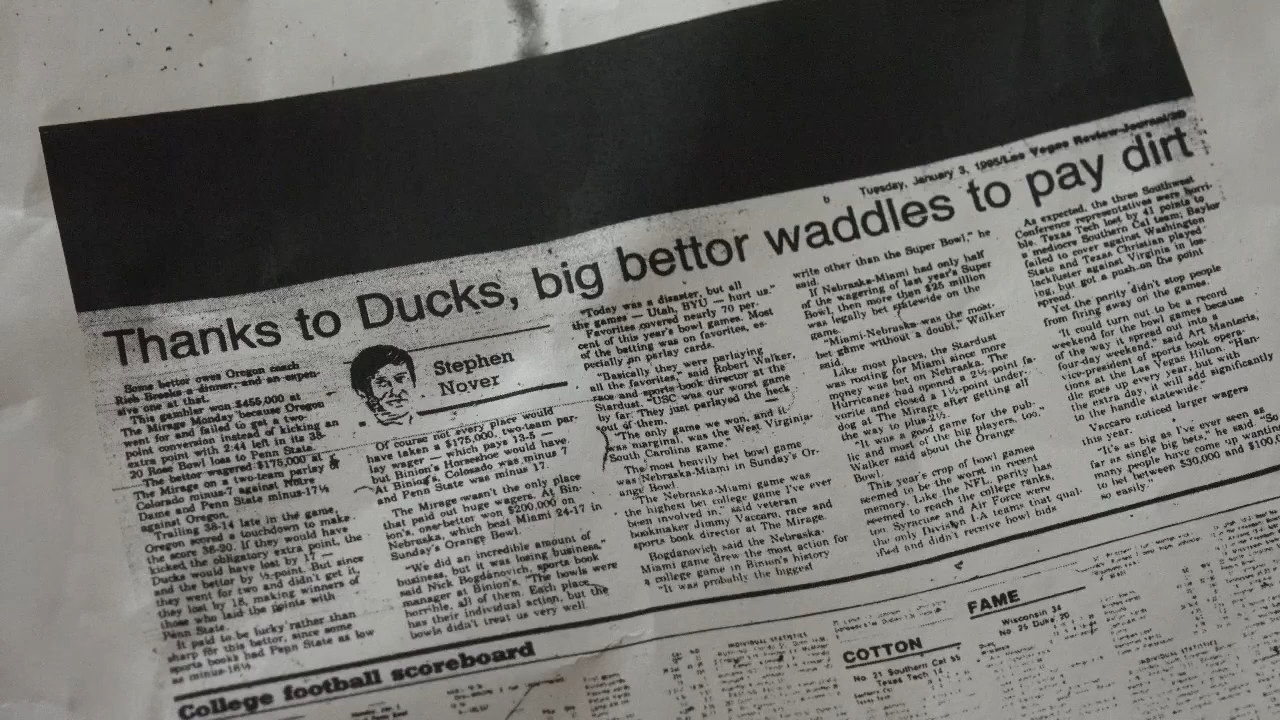 Tuesday, January 3, 1995/Las Vegas Review-Journal/
Thanks to Ducks, big bettor waddles to pay dirt
Stephen
Nover
Some bettor owes Oregon coach
Rich Brooks a dinner, and an expen-
sive one at that.
This gambler won $455,000 at
The Mirage Monday because Oregon
went for and failed to get a two-
point conversion instead of kicking an
extra point with 2:44 left in its 38-
20 Rose Bowl loss to Penn State.
The bettor wagered $175,000 at
The Mirage on a two-team parlay
Colorado minus-7 against Notre
Dame and Penn State minus-17½
against Oregon.
Trailing 38-14 late in the game,
Oregon scored a touchdown to make
the score 38-20. If they would have
kicked the obligatory extra point, the
Ducks would have lost by 17 —
and the bettor by ½-point. But since
they went for two and didn't get it,
they lost by 18, making winners of
those who laid the points with
Penn State.
It paid to be lucky rather than
sharp for this bettor, since some
sports books had Penn State as low
as minus-16½
Of course not every place would
have taken a $175,000, two-team par-
lay wager — which pays 13-5 —
but Binion's Horseshoe would have.
At Binion's, Colorado was minus 7
and Penn State was minus 17.
The Mirage wasn't the only place
that paid out huge wagers. At Bin-
ion's, one bettor won $200,000 on
Nebraska, which beat Miami 24-17 in
Sunday's Orange Bowl.
"We did an incredible amount of
business, but it was losing business,"
said Nick Bogdanovich, sports book
manager at Binion's. "The bowls were
horrible, all of them. Each place
has their individual action, but the
bowls didn't treat us very well.
"Today was a disaster, but all
the games — Utah, BYU — hurt us."
Favorites covered nearly 70 per-
cent of this year's bowl games. Most
of the betting was on favorites, es-
pecially on parlay cards.
"Basically they were parlaying
all the favorites," said Robert Walker,
race and sports book director at the
Stardust. "USC was our worst game
by far. They just parlayed the heck
out of them.
"The only game we won, and it
was marginal, was the West Virginia-
South Carolina game."
The most heavily bet bowl game
was Nebraska-Miami in Sunday's Or-
ange Bowl.
"The Nebraska-Miami game was
the highest bet college game I've ever
been involved in," said veteran
bookmaker Jimmy Vaccaro, race and
sports book director at The Mirage.
Bogdanovich said the Nebraska-
Miami game drew the most action for
a college game in Binion's history
"It was probably the biggest
write other than the Super Bowl," he
said.
If Nebraska-Miami had only half
of the wagering of last year's Super
Bowl, then more than $25 million
was legally bet statewide on the
game.
"Miami-Nebraska was the most-
bet game without a doubt," Walker
said.
Like most places, the Stardust
was rooting for Miami since more
money was bet on Nebraska. The
Hurricanes had opened a 2½-point fa-
vorite and closed a 1½-point under-
dog at The Mirage after getting all
the way to plus 2½.
"It was a good game for the pub-
lic and most of the big players, too,"
Walker said about the Orange
Bowl.
This year's crop of bowl games
seemed to be the worst in recent
memory. Like the NFL, parity has
seemed to reach the college ranks.
Syracuse and Air Force were
the only Division I-A teams that qual-
ified and didn't receive bowl bids
As expected, the three Southwest
Conference representatives were horri-
ble. Texas Tech lost by 41 points to
a mediocre Southern Cal team; Baylor
failed to cover against Washington
State and Texas Christian played
lackluster against Virginia in los-
ing, but got a push on the point
spread.
Yet the parity didn't stop people
from firing away on the games.
"It could turn out to be a record
weekend for the bowl games because
of the way it spread out into a
four-day weekend," said Art Manteris,
vice-president of sports book opera-
tions at the Las Vegas Hilton. "Han-
dle goes up every year, but with
the extra day, it will add significantly
to the handle statewide."
Vaccaro noticed larger wagers
this year.
"It's as big as I've ever seen as
far as single bets," he said. "So
many people have come up wanting
to bet between $30,000 and $100,
so easily."
College football scoreboard
INDIVIDUAL STATISTICS
COTTON
No 21 Southern Cal 55
Texas Tech 14
FAME
Wisconsin 34
No 25 Duke 20
INDIVIDUAL STATISTICS